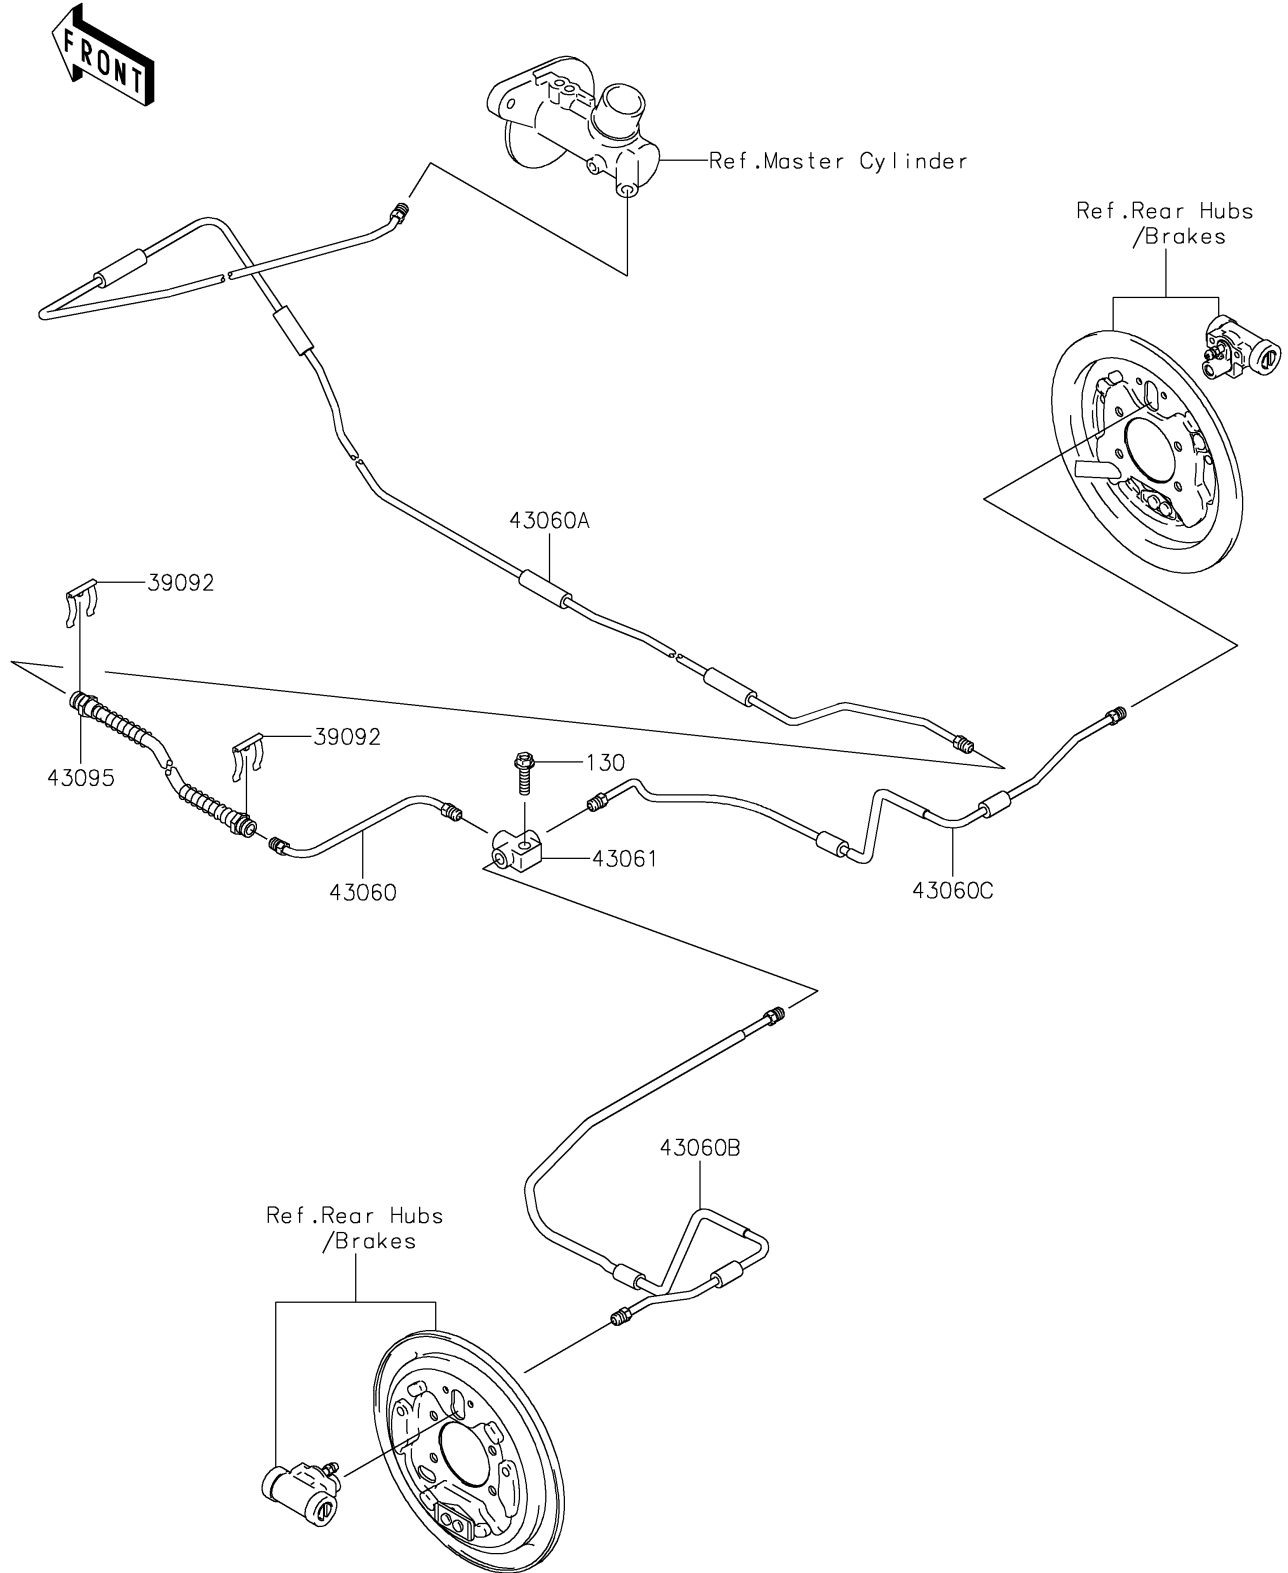 FRONT
Ref.Master Cylinder
Ref.Rear Hubs
/Brakes
43060A
39092
39092
130
43095
43061
43060
43060C
43060B
Ref.Rear Hubs
/Brakes